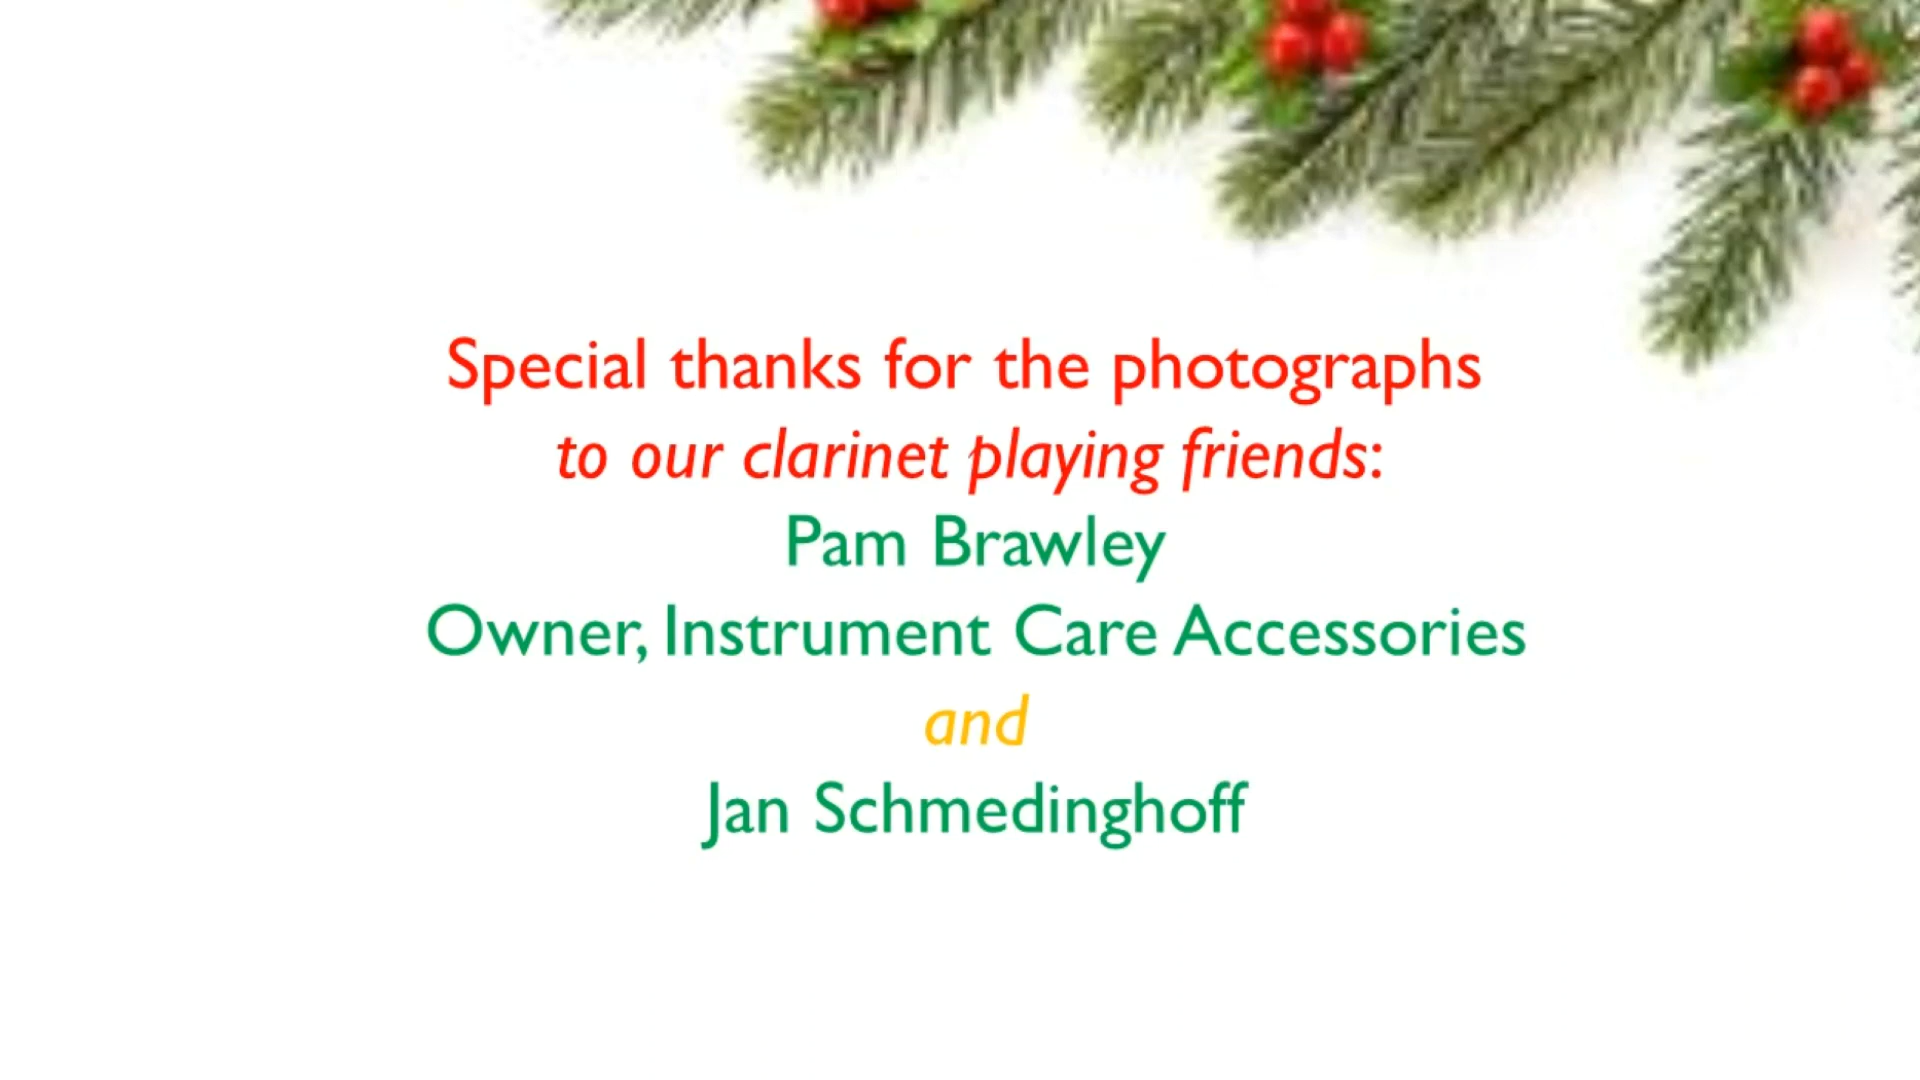 Special thanks for the photographs
to our clarinet playing friends:
Pam Brawley
Owner, Instrument Care Accessories
and
Jan Schmedinghoff